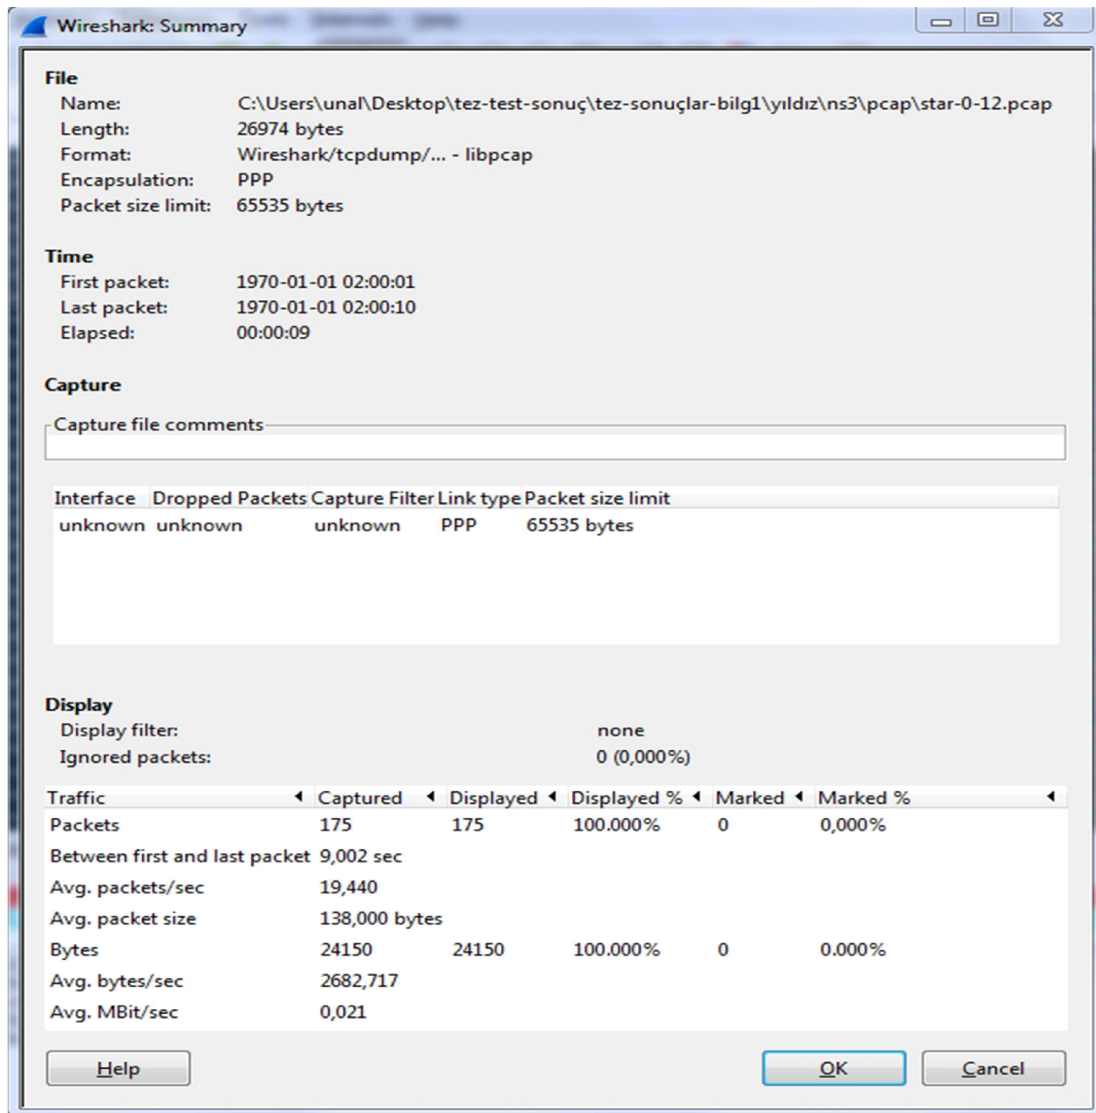 Wireshark: Summary
File
Name: C:\Users\unal\Desktop\tez-test-sonuç\tez-sonuçlar-bilg1\yıldız\ns3\pcap\star-0-12.pcap
Length: 26974 bytes
Format: Wireshark/tcpdump/... - libpcap
Encapsulation: PPP
Packet size limit: 65535 bytes
Time
First packet: 1970-01-01 02:00:01
Last packet: 1970-01-01 02:00:10
Elapsed: 00:00:09
Capture
Capture file comments
Interface Dropped Packets Capture Filter Link type Packet size limit
unknown unknown unknown PPP 65535 bytes
Display
Display filter: none
Ignored packets: 0 (0,000%)
Traffic Captured Displayed Displayed % Marked Marked %
Packets 175 175 100.000% 0 0,000%
Between first and last packet 9,002 sec
Avg. packets/sec 19,440
Avg. packet size 138,000 bytes
Bytes 24150 24150 100.000% 0 0.000%
Avg. bytes/sec 2682,717
Avg. MBit/sec 0,021
Help OK Cancel